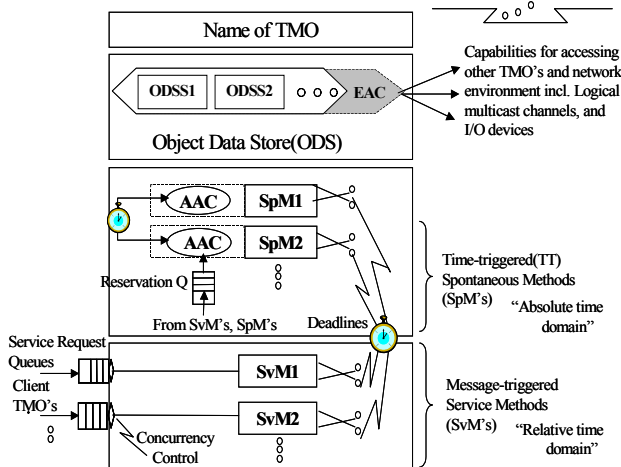 Name of TMO
ODSS1
ODSS2
EAC
Object Data Store(ODS)
Capabilities for accessing
other TMO's and network
environment incl. Logical
multicast channels, and
I/O devices
AAC
SpM1
AAC
SpM2
Reservation Q
From SvM's, SpM's
Deadlines
Time-triggered(TT)
Spontaneous Methods
(SpM's)
“Absolute time
domain”
Service Request
Queues
Client
TMO's
SvM1
SvM2
Concurrency
Control
Message-triggered
Service Methods
(SvM's)
“Relative time
domain”